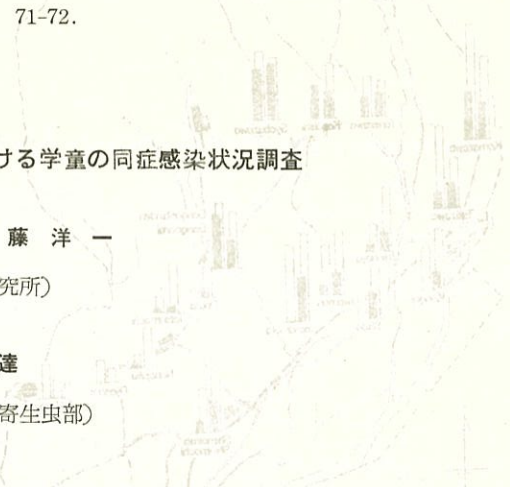 71-72.
ける学童の同症感染状況調査
藤 洋 一
究所)
達
寄生虫部)